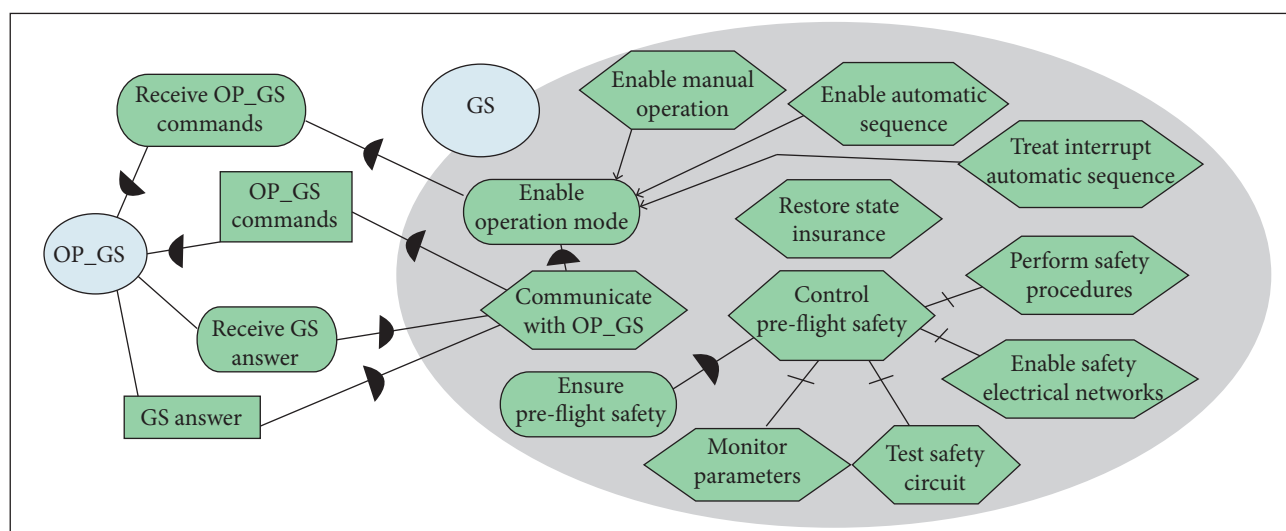 Receive OP_GS
commands
GS
Enable manual
operation
Enable automatic
sequence
Treat interrupt
automatic sequence
OP_GS
commands
Enable
operation mode
Restore state
insurance
OP_GS
Communicate
with OP_GS
Control
pre-flight safety
Perform safety
procedures
Receive GS
answer
Enable safety
electrical networks
Ensure
pre-flight safety
GS answer
Monitor
parameters
Test safety
circuit